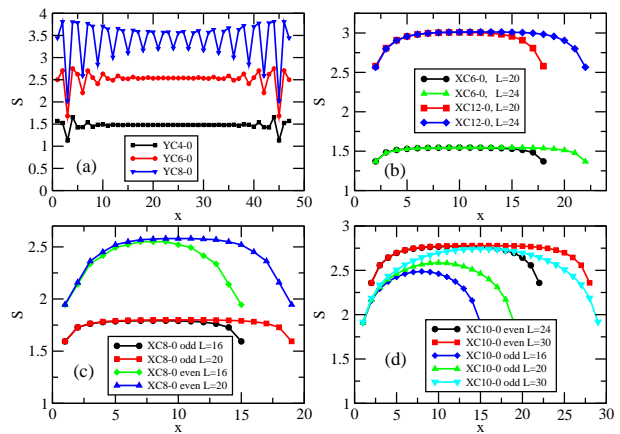 4
3.5
3
2.5
2
1.5
1
0.5
0
S
YC4-0
YC6-0
YC8-0
(a)
0 10 20 30 40 50
x
3
2.5
2
1.5
1
S
XC6-0, L=20
XC6-0, L=24
XC12-0, L=20
XC12-0, L=24
(b)
0 5 10 15 20 25
x
2.5
2
1.5
1
S
XC8-0 odd L=16
XC8-0 odd L=20
XC8-0 even L=16
XC8-0 even L=20
(c)
0 5 10 15 20
x
3
2.5
2
1.5
1
S
XC10-0 even L=24
XC10-0 even L=30
XC10-0 odd L=16
XC10-0 odd L=20
XC10-0 odd L=30
(d)
0 5 10 15 20 25 30
x